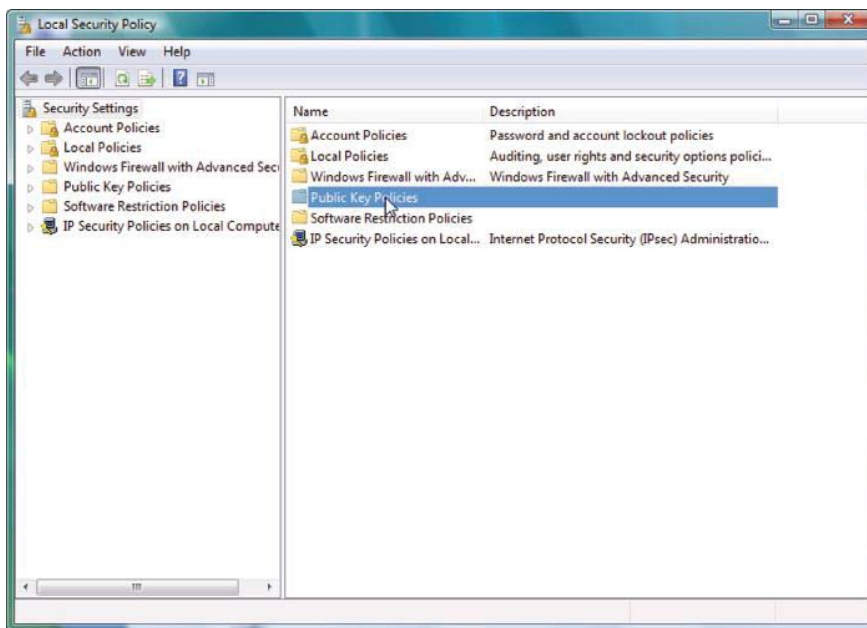 Local Security Policy
File Action View Help
Security Settings
Account Policies
Local Policies
Windows Firewall with Advanced Secu
Public Key Policies
Software Restriction Policies
IP Security Policies on Local Compute
Name Description
Account Policies Password and account lockout policies
Local Policies Auditing, user rights and security options polici...
Windows Firewall with Adv... Windows Firewall with Advanced Security
Public Key Policies
Software Restriction Policies
IP Security Policies on Local... Internet Protocol Security (IPsec) Administratio...